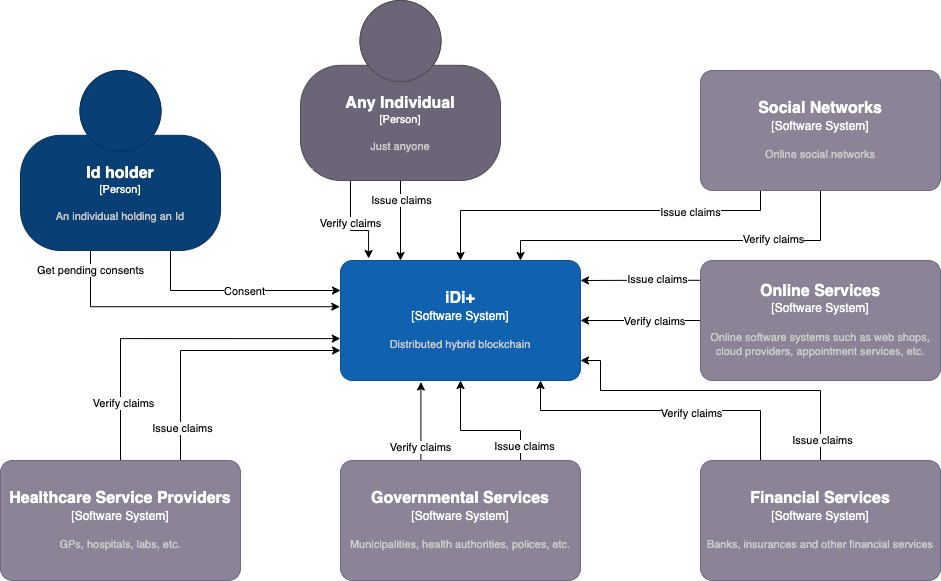 Any Individual
[Person]
Just anyone
Social Networks
[Software System]
Online social networks
Id holder
[Person]
An individual holding an Id
Issue claims
Verify claims
Issue claims
Verify claims
Get pending consents
Consent
iDi+
[Software System]
Distributed hybrid blockchain
Issue claims
Verify claims
Online Services
[Software System]
Online software systems such as web shops,
cloud providers, appointment services, etc.
Verify claims
Issue claims
Verify claims
Issue claims
Verify claims
Issue claims
Healthcare Service Providers
[Software System]
GPs, hospitals, labs, etc.
Governmental Services
[Software System]
Municipalities, health authorities, polices, etc.
Financial Services
[Software System]
Banks, insurances and other financial services